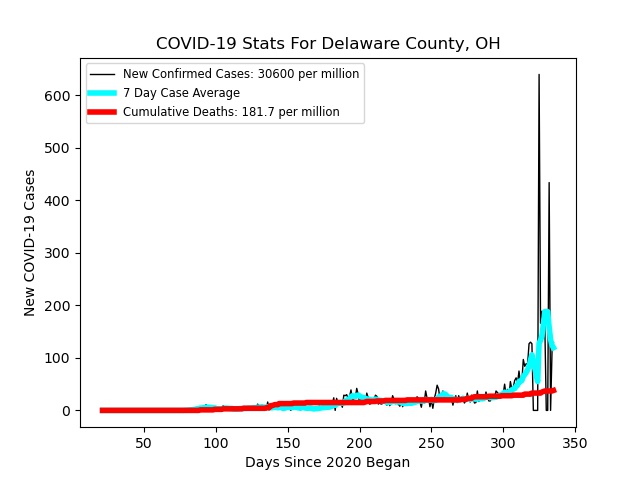 COVID-19 Stats For Delaware County, OH
New Confirmed Cases: 30600 per million
7 Day Case Average
Cumulative Deaths: 181.7 per million
New COVID-19 Cases
600
500
400
300
200
100
0
50 100 150 200 250 300 350
Days Since 2020 Began